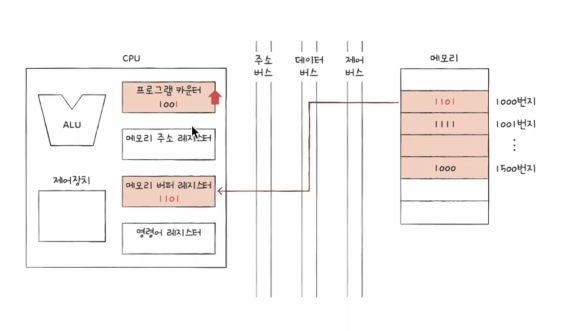 CPU
주소
버스
데이터
버스
제어
버스
메모리
프로그램 카운터
1001
ALU
메모리 주소 레지스터
제어장치
메모리 버퍼 레지스터
1101
명령어 레지스터
1101 1000번지
1111 1001번지
⋮
1000 1500번지